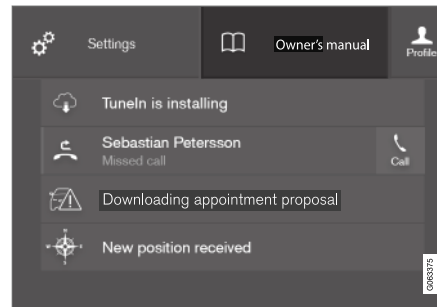 Settings
Owner's manual
Profile
TuneIn is installing
Sebastian Petersson
Missed call
Call
Downloading appointment proposal
New position received
G063375